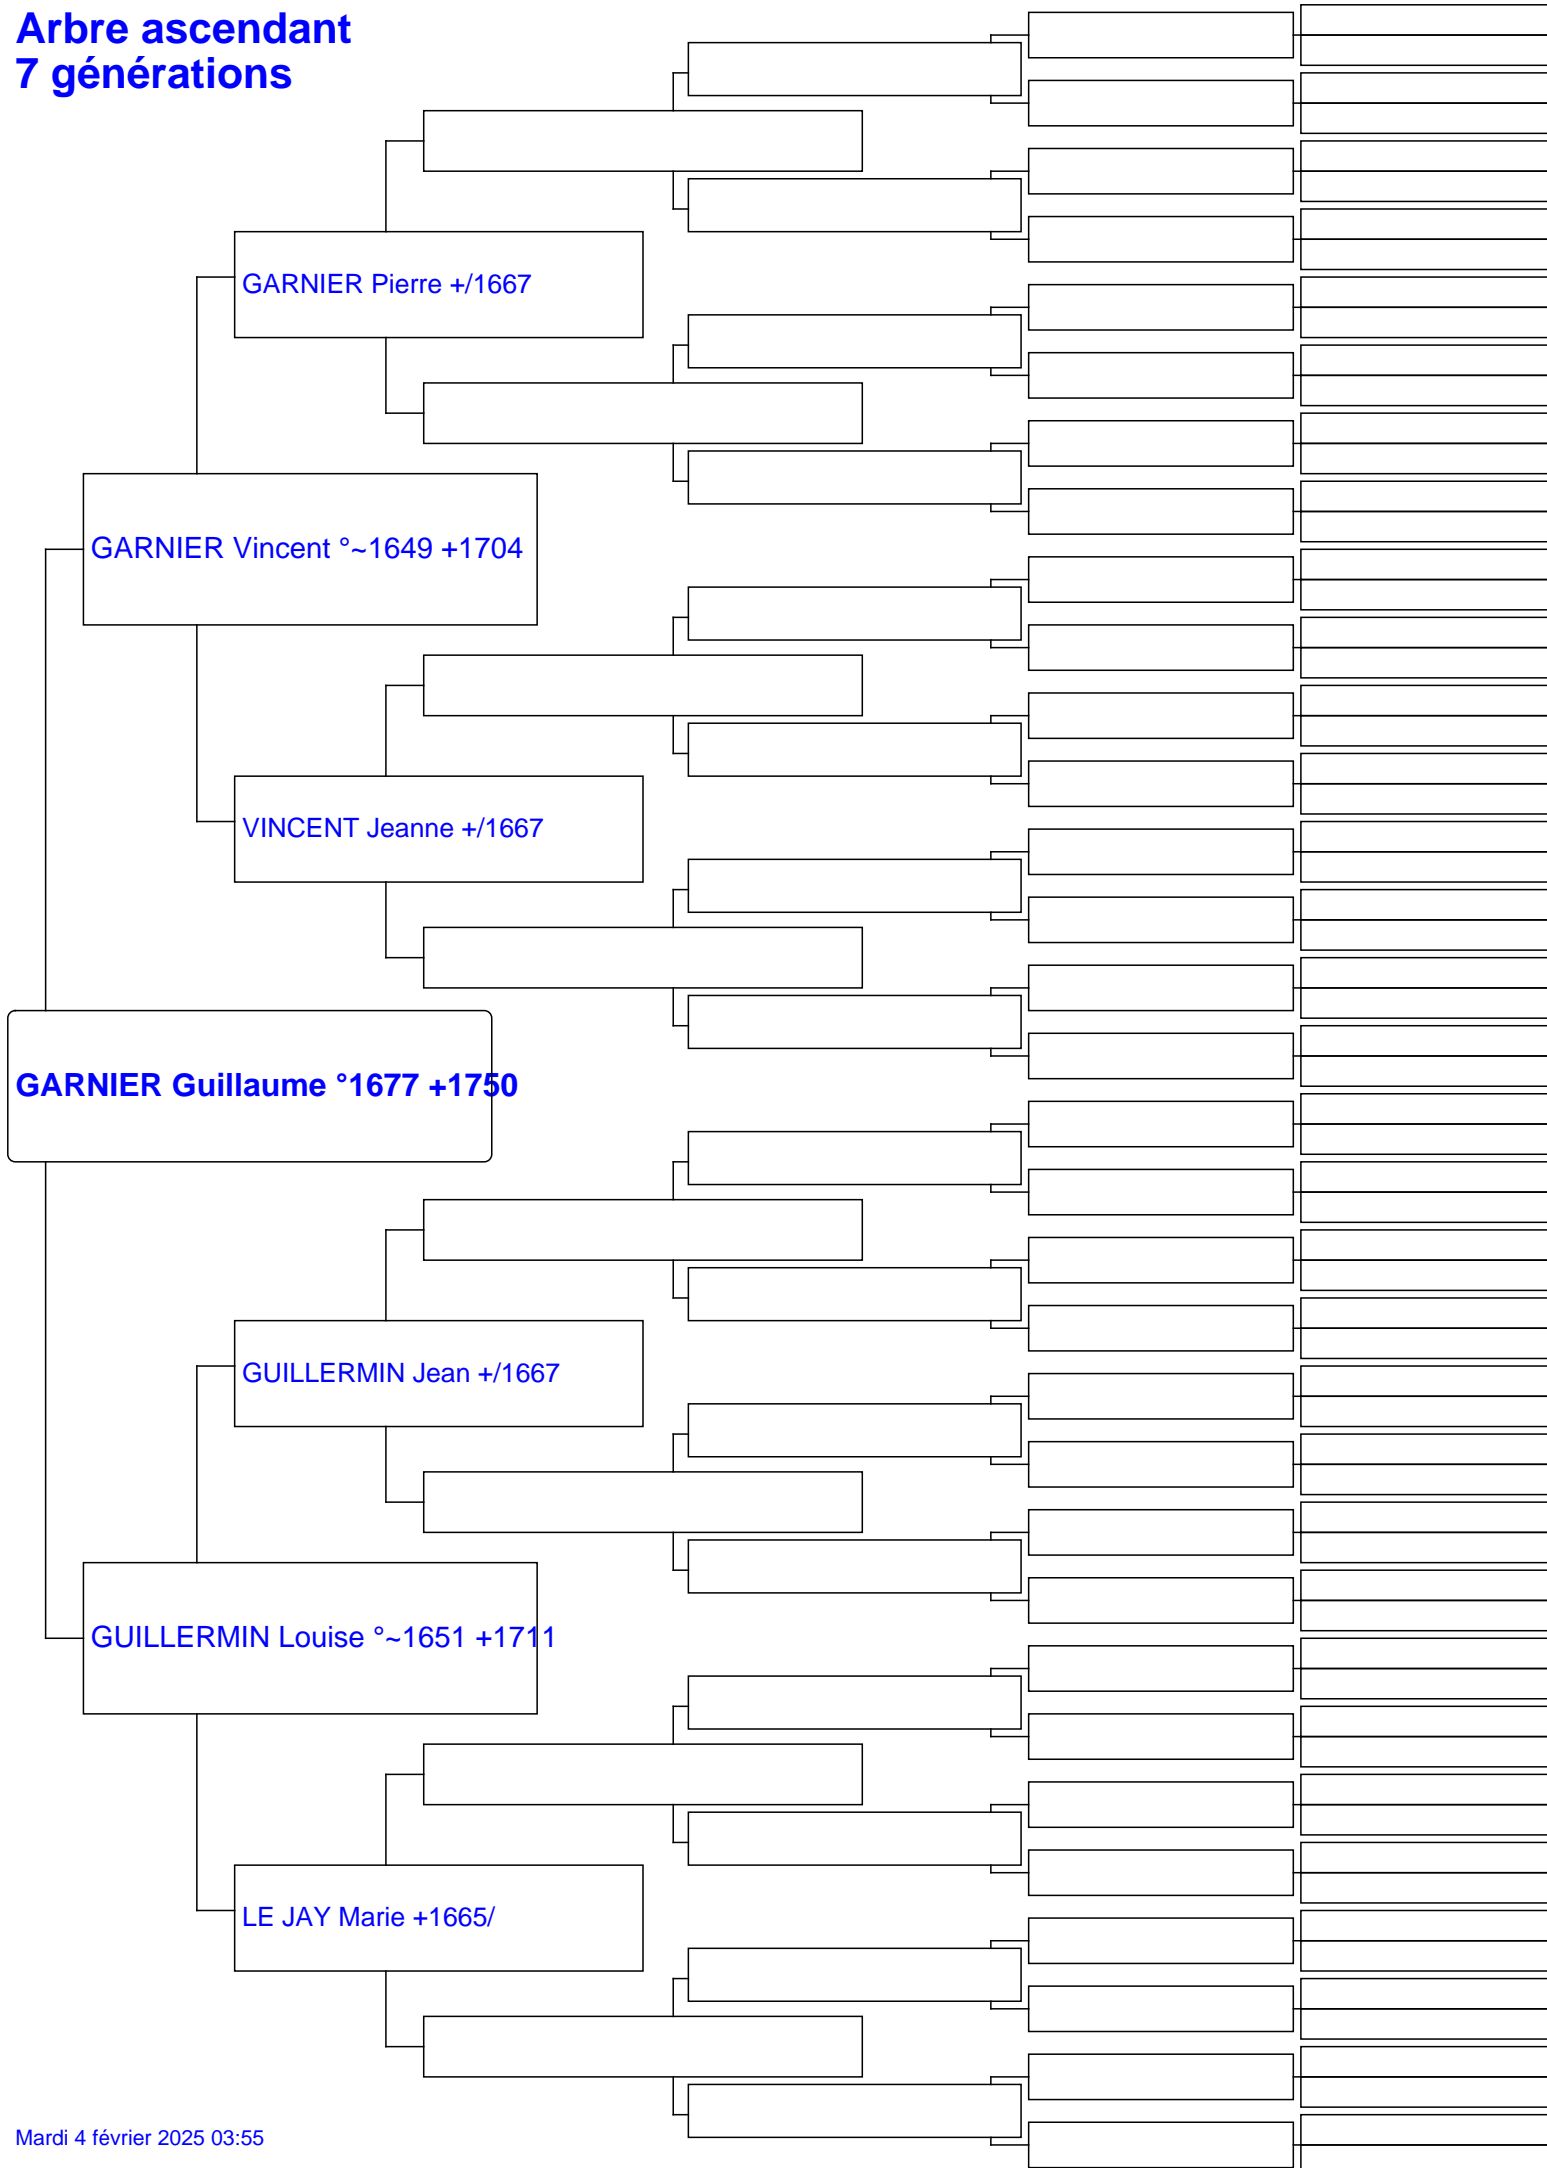 Arbre ascendant
7 générations
GARNIER Pierre +/1667
GARNIER Vincent °~1649 +1704
VINCENT Jeanne +/1667
GARNIER Guillaume °1677 +1750
GUILLERMIN Jean +/1667
GUILLERMIN Louise °~1651 +1711
LE JAY Marie +1665/
Mardi 4 février 2025 03:55